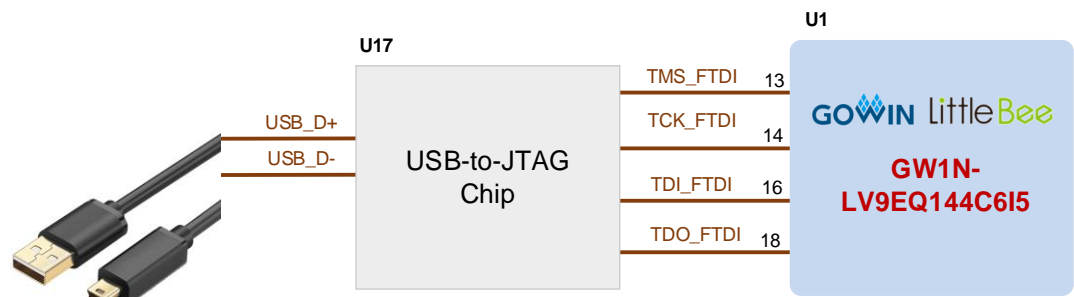 U1
U17
TMS_FTDI 13
TCK_FTDI
14
USB_D+
USB_D-
USB-to-JTAG
Chip
TDI_FTDI 16
TDO_FTDI 18
GOWIN LittleBee
GW1N-
LV9EQ144C6I5